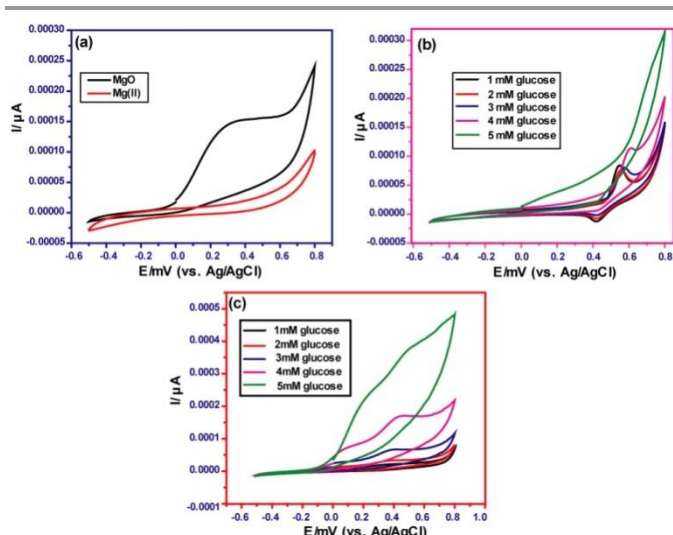 (a)
MgO
Mg(II)
I/ μA
0.00030
0.00025
0.00020
0.00015
0.00010
0.00005
0.00000
-0.00005
-0.6 -0.4 -0.2 0.0 0.2 0.4 0.6 0.8
E/mV (vs. Ag/AgCl)
(b)
1 mM glucose
2 mM glucose
3 mM glucose
4 mM glucose
5 mM glucose
I/ μA
0.00030
0.00025
0.00020
0.00015
0.00010
0.00005
0.00000
-0.00005
-0.6 -0.4 -0.2 0.0 0.2 0.4 0.6 0.8
E/mV (vs. Ag/AgCl)
(c)
1mM glucose
2mM glucose
3mM glucose
4mM glucose
5mM glucose
I/ μA
0.0005
0.0004
0.0003
0.0002
0.0001
0.0000
-0.0001
-0.6 -0.4 -0.2 0.0 0.2 0.4 0.6 0.8 1.0
E/mV (vs. Ag/AgCl)